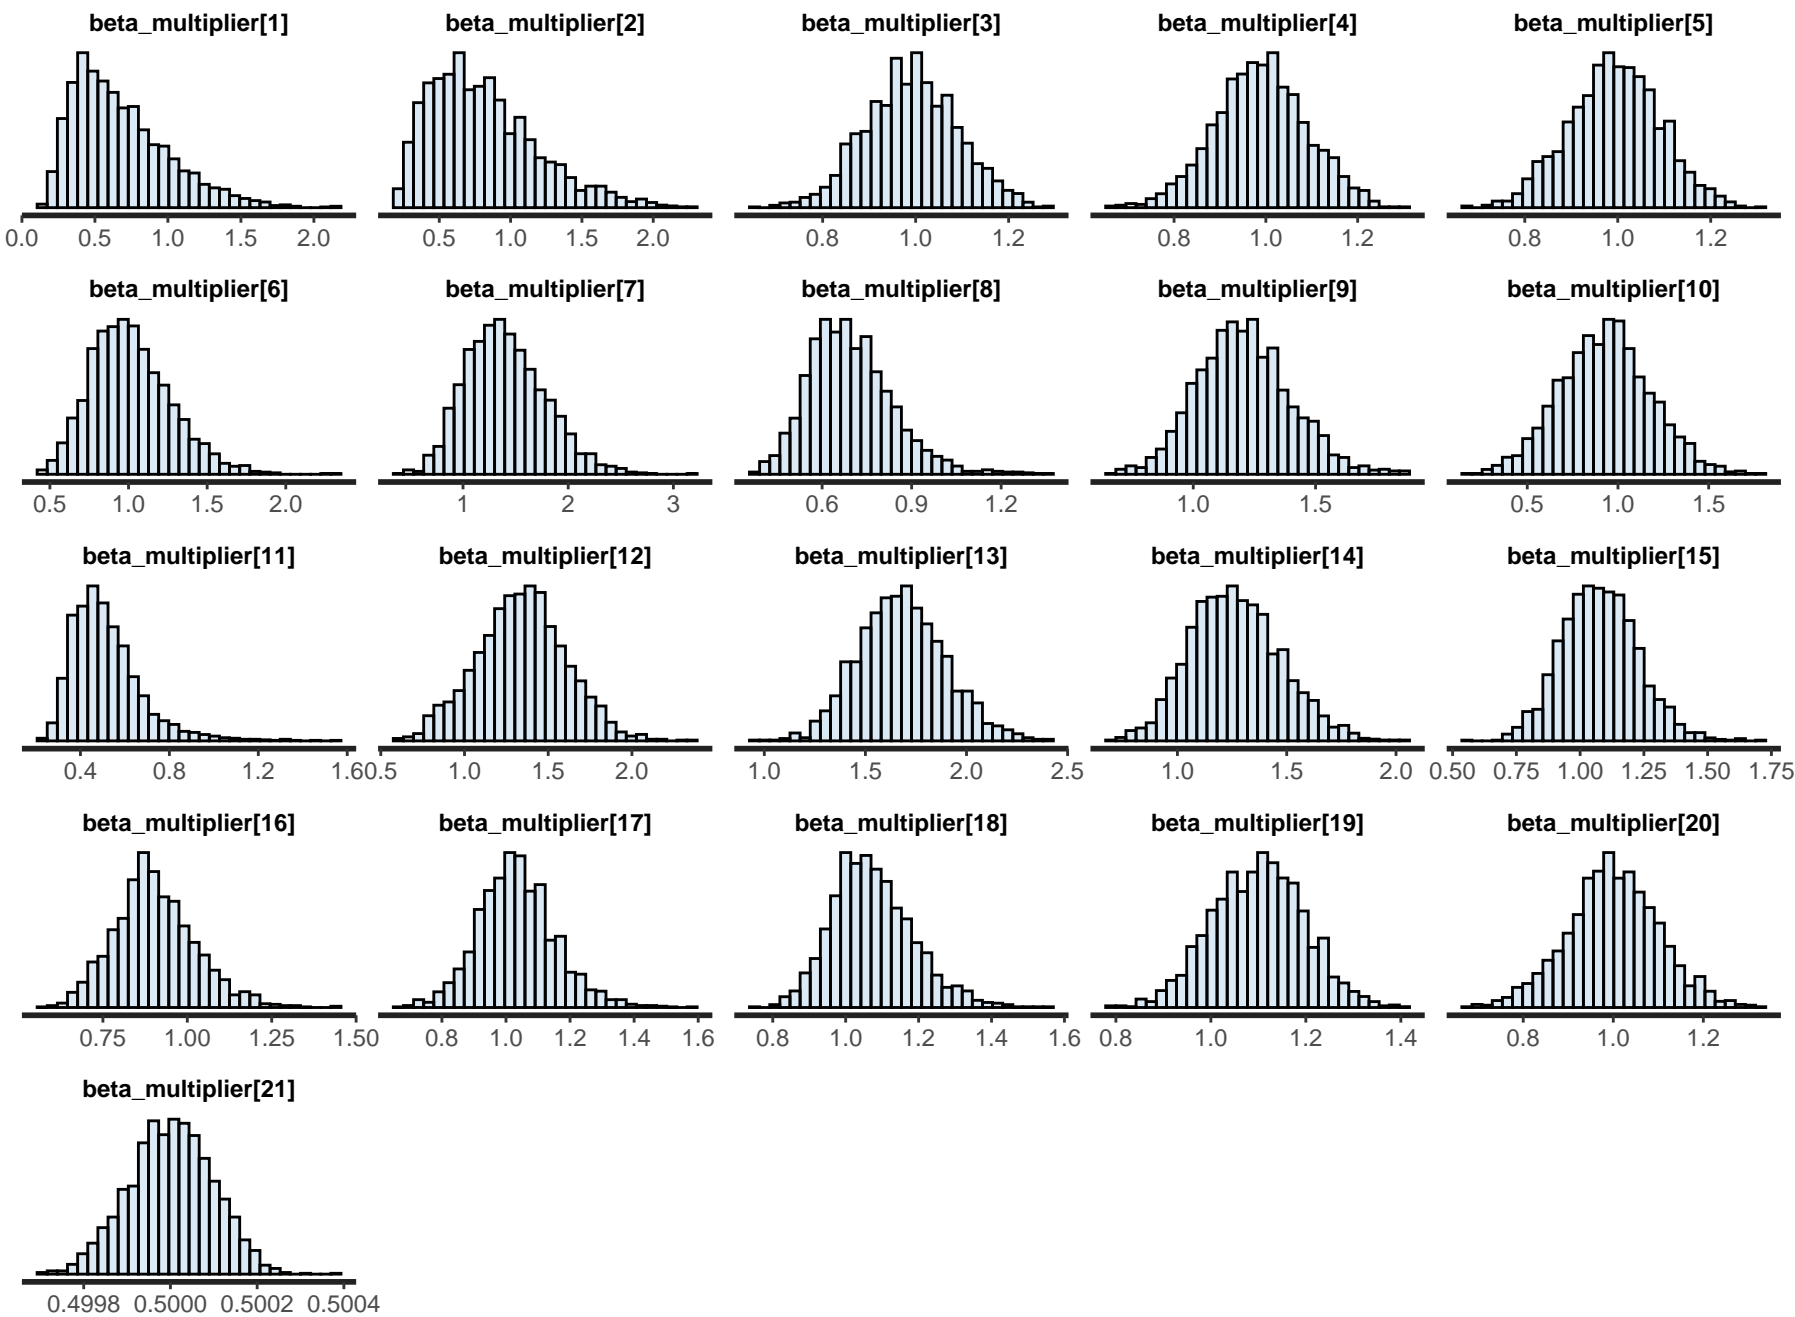 beta_multiplier[1] beta_multiplier[2] beta_multiplier[3] beta_multiplier[4] beta_multiplier[5]
0.0 0.5 1.0 1.5 2.0 0.5 1.0 1.5 2.0 0.8 1.0 1.2 0.8 1.0 1.2 0.8 1.0 1.2
beta_multiplier[6] beta_multiplier[7] beta_multiplier[8] beta_multiplier[9] beta_multiplier[10]
0.5 1.0 1.5 2.0 1 2 3 0.6 0.9 1.2 1.0 1.5 0.5 1.0 1.5
beta_multiplier[11] beta_multiplier[12] beta_multiplier[13] beta_multiplier[14] beta_multiplier[15]
0.4 0.8 1.2 1.6 0.5 1.0 1.5 2.0 1.0 1.5 2.0 2.5 1.0 1.5 2.0 0.50 0.75 1.00 1.25 1.50 1.75
beta_multiplier[16] beta_multiplier[17] beta_multiplier[18] beta_multiplier[19] beta_multiplier[20]
0.75 1.00 1.25 1.50 0.8 1.0 1.2 1.4 1.6 0.8 1.0 1.2 1.4 1.6 0.8 1.0 1.2 1.4 0.8 1.0 1.2
beta_multiplier[21]
0.4998 0.5000 0.5002 0.5004